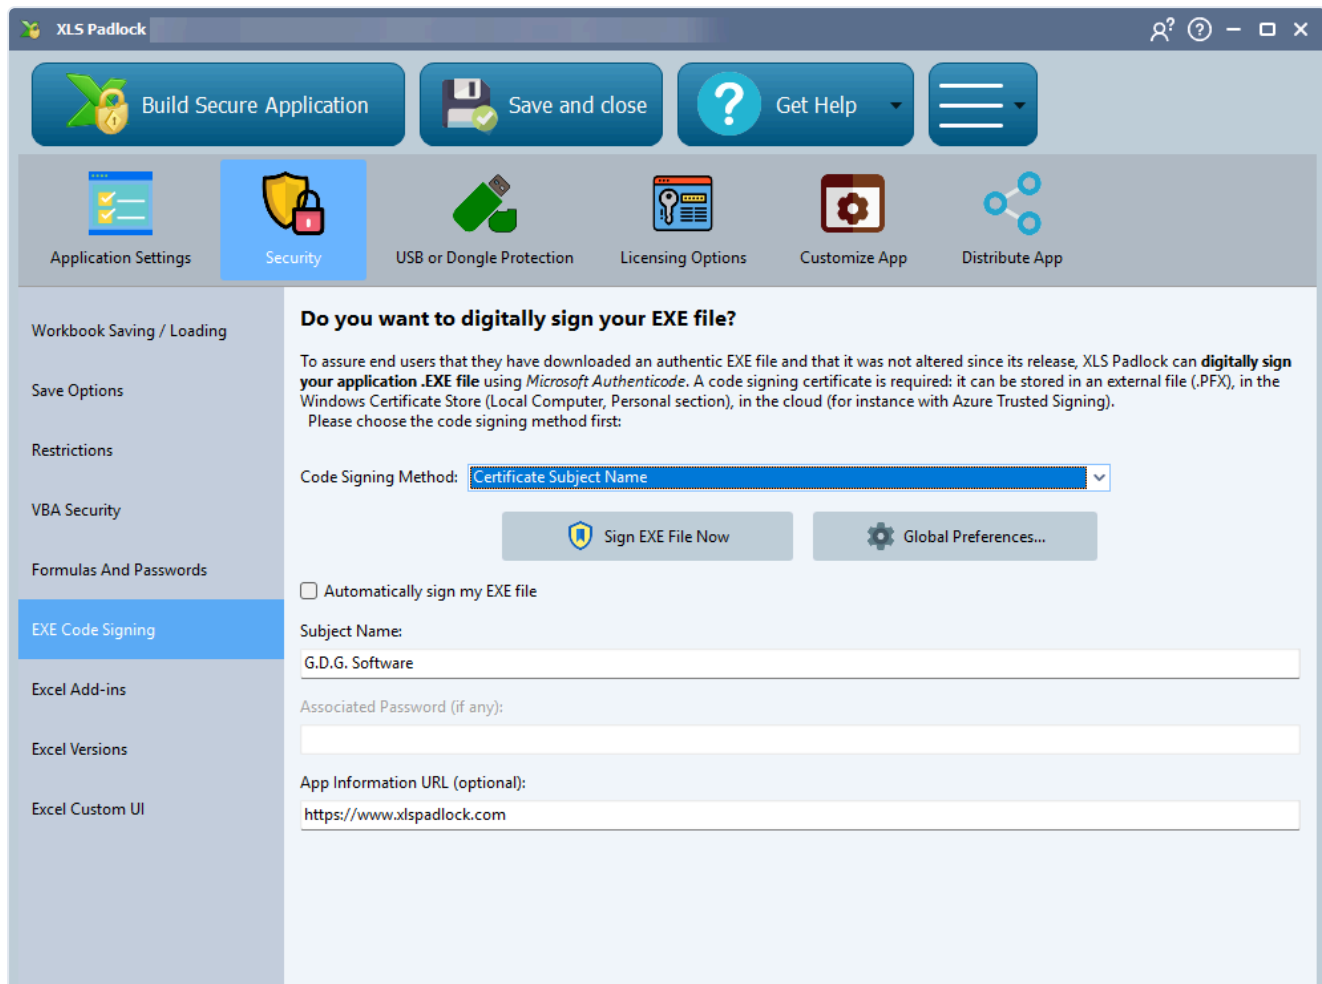 XLS Padlock
Build Secure Application
Save and close
Get Help
Application Settings
Security
USB or Dongle Protection
Licensing Options
Customize App
Distribute App
Workbook Saving / Loading
Save Options
Restrictions
VBA Security
Formulas And Passwords
EXE Code Signing
Excel Add-ins
Excel Versions
Excel Custom UI
Do you want to digitally sign your EXE file?
To assure end users that they have downloaded an authentic EXE file and that it was not altered since its release, XLS Padlock can digitally sign
your application .EXE file using Microsoft Authenticode. A code signing certificate is required: it can be stored in an external file (.PFX), in the
Windows Certificate Store (Local Computer, Personal section), in the cloud (for instance with Azure Trusted Signing).
Please choose the code signing method first:
Code Signing Method: Certificate Subject Name
Sign EXE File Now
Global Preferences...
Automatically sign my EXE file
Subject Name:
G.D.G. Software
Associated Password (if any):
App Information URL (optional):
https://www.xlspadlock.com